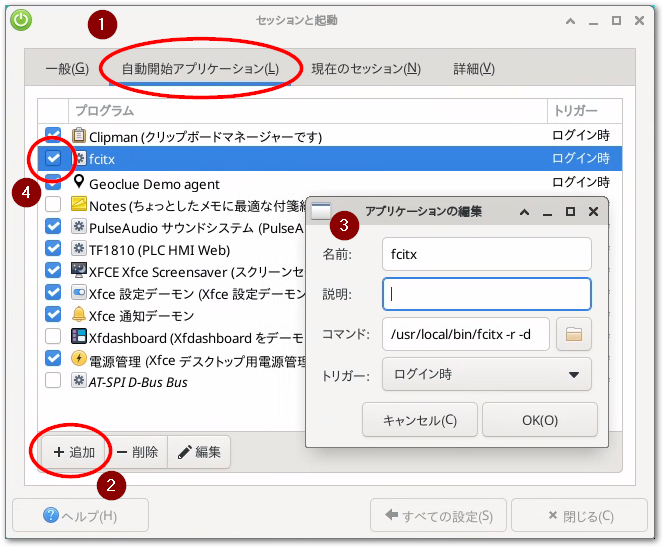 1
セッションと起動
一般(G)
自動開始アプリケーション(L)
現在のセッション(N)
詳細(V)
プログラム
トリガー
Clipman (クリップボードマネージャーです)
ログイン時
fcitx
ログイン時
4
Geoclue Demo agent
ログイン時
Notes (ちょっとしたメモに最適な付箋
PulseAudio サウンドシステム (PulseA
TF1810 (PLC HMI Web)
XFCE Xfce Screensaver (スクリーンセ
Xfce 設定デーモン (Xfce 設定デーモン
Xfce 通知デーモン
Xfdashboard (Xfdashboard をデーモ
電源管理 (Xfce デスクトップ用電源管理
AT-SPI D-Bus Bus
3
アプリケーションの編集
名前:
fcitx
説明:
コマンド:
/usr/local/bin/fcitx -r -d
トリガー:
ログイン時
キャンセル(C)
OK(O)
追加
削除
編集
2
ヘルプ(H)
すべての設定(S)
閉じる(C)